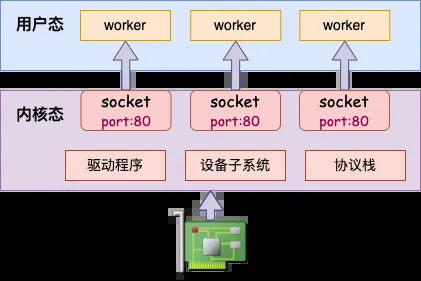 用户态
worker
worker
worker
内核态
socket
port:80
socket
port:80
socket
port:80
驱动程序
设备子系统
协议栈